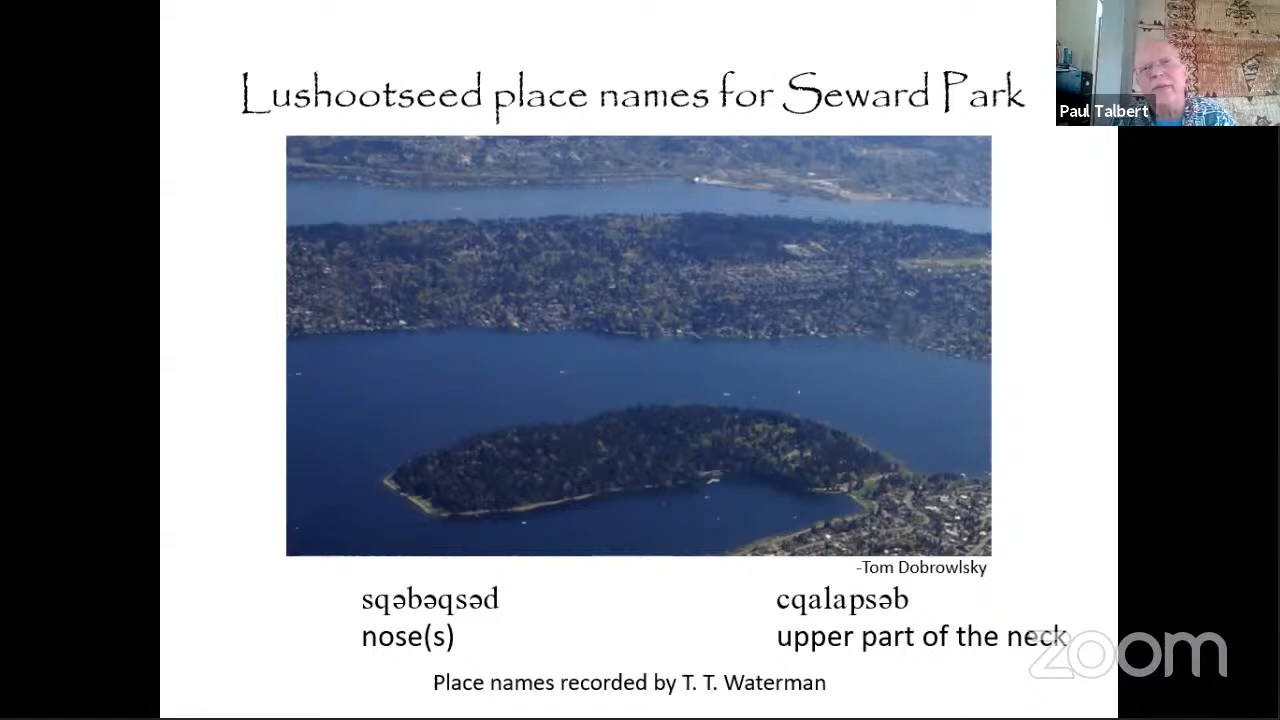 Lushootseed place names for Seward Park
Paul Talbert
-Tom Dobrowlsky
sqəbəqsəd
nose(s)
cqalapsəb
upper part of the neck
Place names recorded by T. T. Waterman
zoom